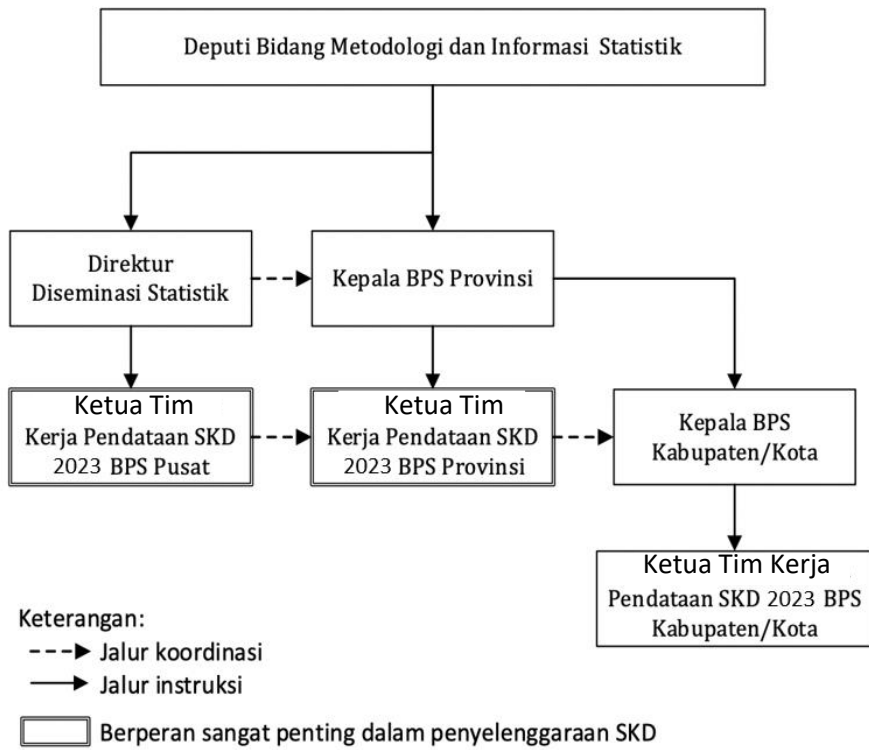 Deputi Bidang Metodologi dan Informasi Statistik
Direktur
Diseminasi Statistik
Kepala BPS Provinsi
Ketua Tim
Kerja Pendataan SKD
2023 BPS Pusat
Ketua Tim
Kerja Pendataan SKD
2023 BPS Provinsi
Kepala BPS
Kabupaten/Kota
Ketua Tim Kerja
Pendataan SKD 2023 BPS
Kabupaten/Kota
Keterangan:
Jalur koordinasi
Jalur instruksi
Berperan sangat penting dalam penyelenggaraan SKD